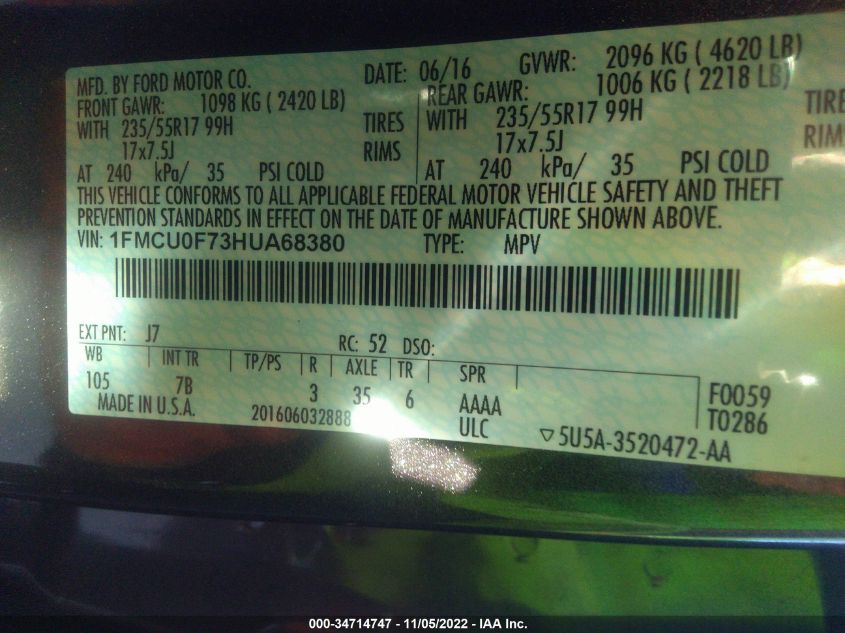 MFD. BY FORD MOTOR CO. DATE: 06/16 GVWR: 2096 KG ( 4620 LB)
FRONT GAWR: 1098 KG ( 2420 LB) REAR GAWR: 1006 KG ( 2218 LB)
WITH 235/55R17 99H TIRES WITH 235/55R17 99H TIRES
17x7.5J RIMS 17x7.5J RIMS
AT 240 kPa/ 35 PSI COLD AT 240 kPa/ 35 PSI COLD
THIS VEHICLE CONFORMS TO ALL APPLICABLE FEDERAL MOTOR VEHICLE SAFETY AND THEFT
PREVENTION STANDARDS IN EFFECT ON THE DATE OF MANUFACTURE SHOWN ABOVE.
VIN: 1FMCU0F73HUA68380 TYPE: MPV
EXT PNT: J7 RC: 52 DSO:
WB INT TR TP/PS R AXLE TR SPR
105 7B 3 35 6 AAAA F0059
MADE IN U.S.A. 201606032888 ULC T0286
▽5U5A-3520472-AA
000-34714747 - 11/05/2022 - IAA Inc.